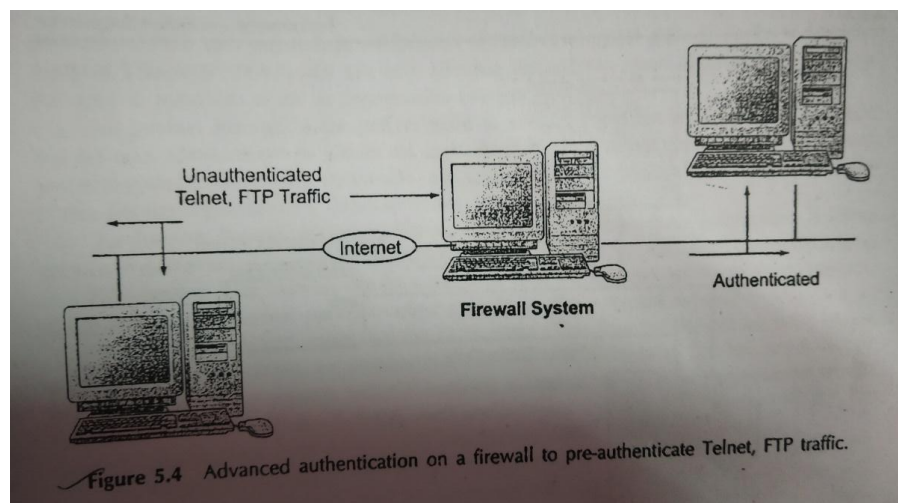 Unauthenticated
Telnet, FTP Traffic
Internet
Authenticated
Firewall System
Figure 5.4 Advanced authentication on a firewall to pre-authenticate Telnet, FTP traffic.